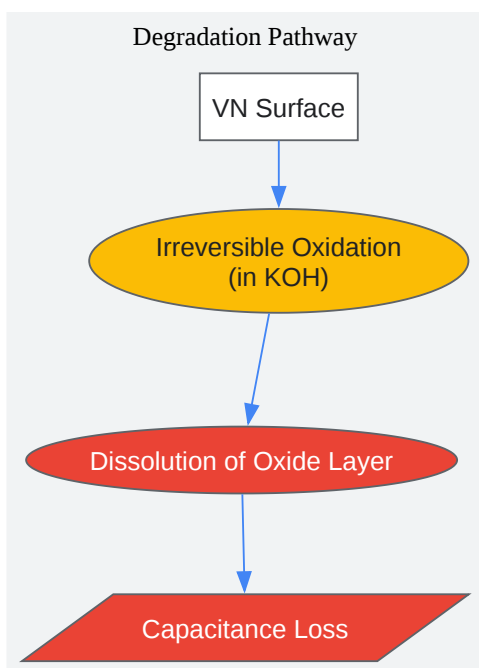 Degradation Pathway
VN Surface
Irreversible Oxidation
(in KOH)
Dissolution of Oxide Layer
Capacitance Loss